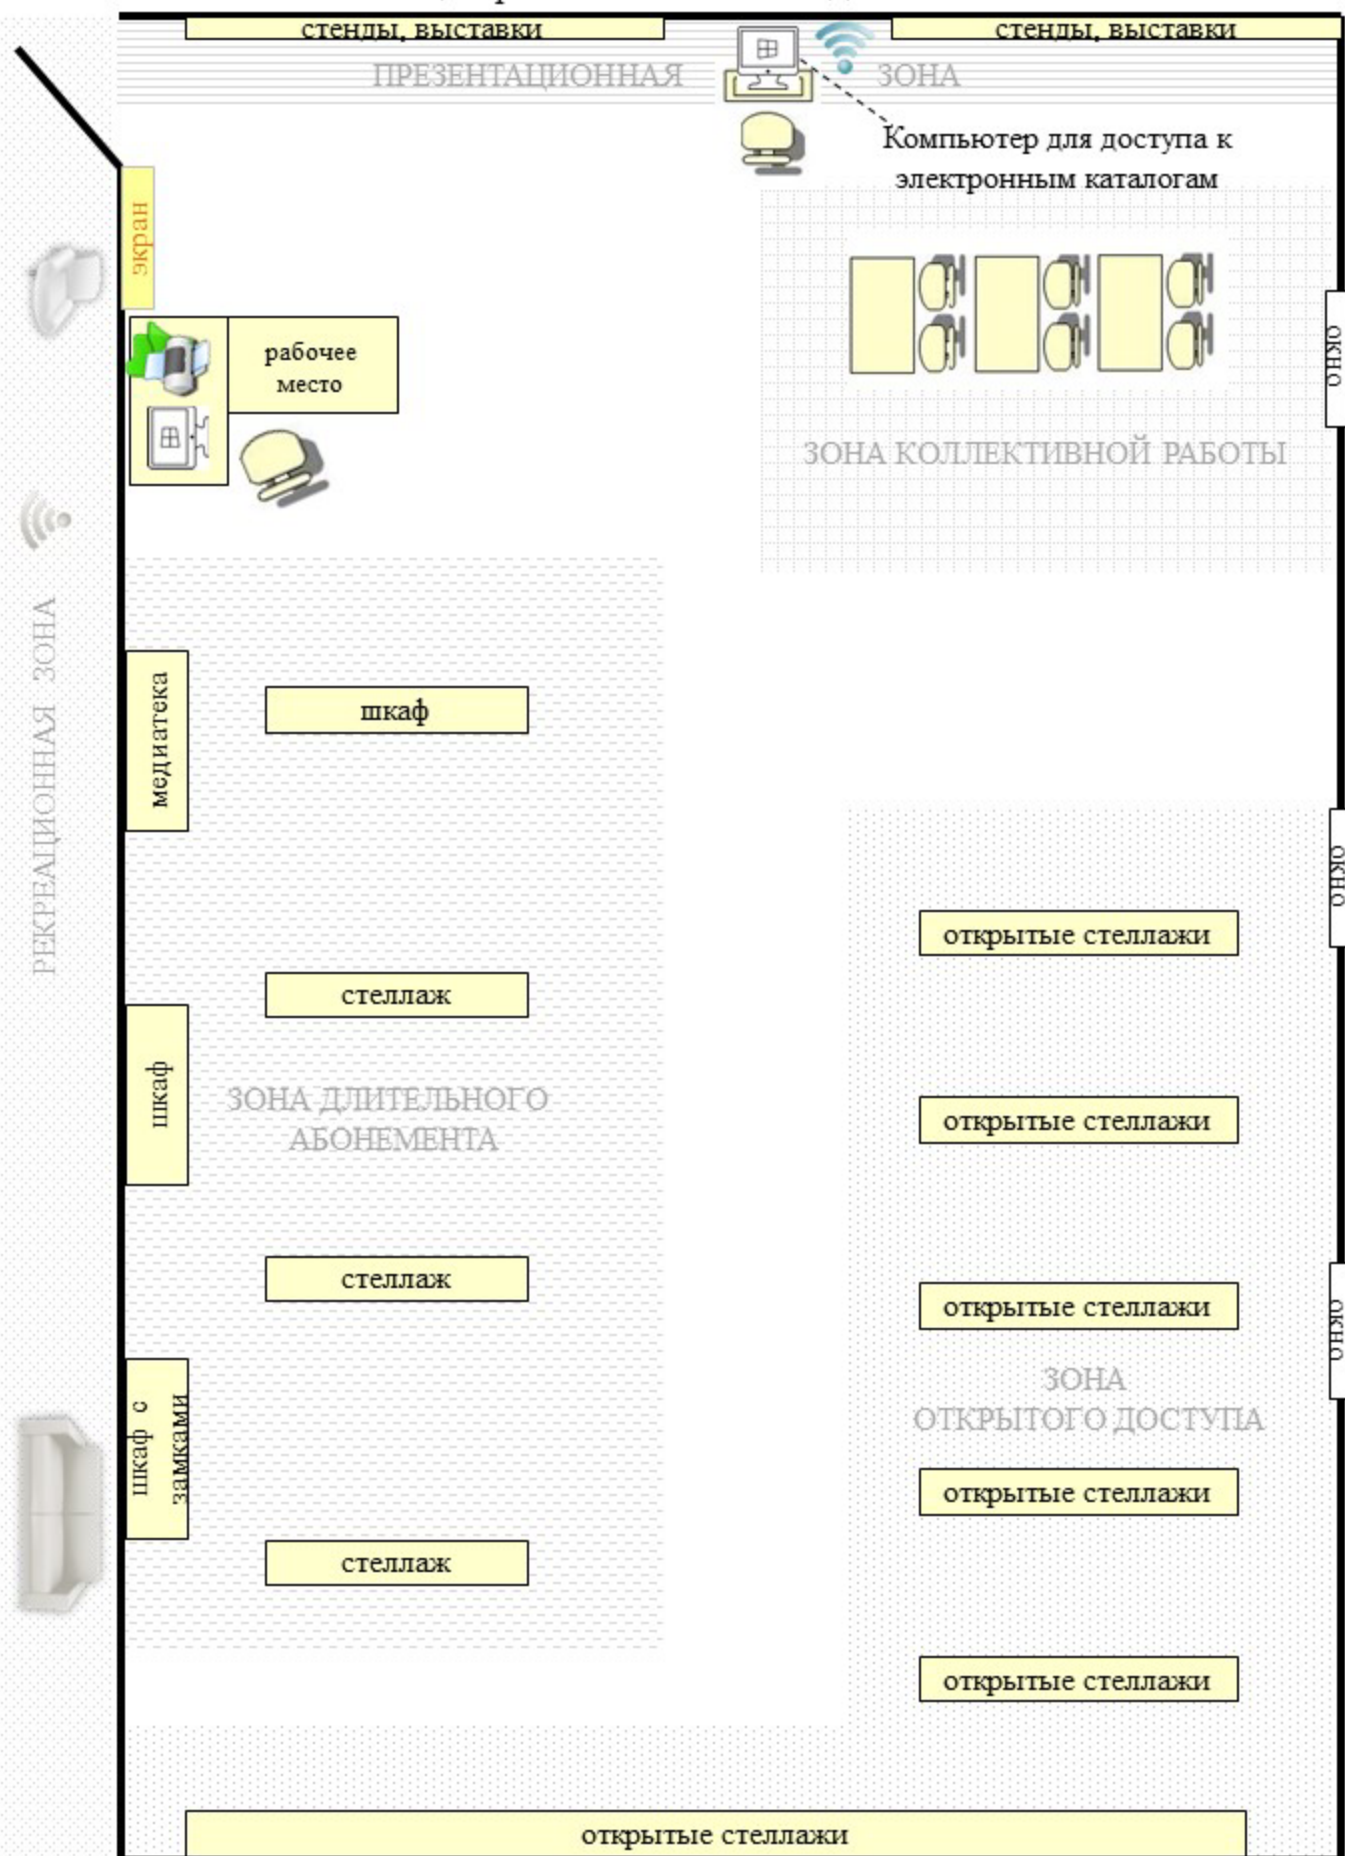 стенды, выставки
стенды, выставки
ПРЕЗЕНТАЦИОННАЯ
ЗОНА
Компьютер для доступа к
электронным каталогам
экран
рабочее
место
окно
ЗОНА КОЛЛЕКТИВНОЙ РАБОТЫ
РЕКРЕАЦИОННАЯ ЗОНА
медиатека
шкаф
окно
открытые стеллажи
стеллаж
шкаф
ЗОНА ДЛИТЕЛЬНОГО
АБОНЕМЕНТА
открытые стеллажи
стеллаж
открытые стеллажи
окно
ЗОНА
ОТКРЫТОГО ДОСТУПА
шкаф с
замками
открытые стеллажи
стеллаж
открытые стеллажи
открытые стеллажи